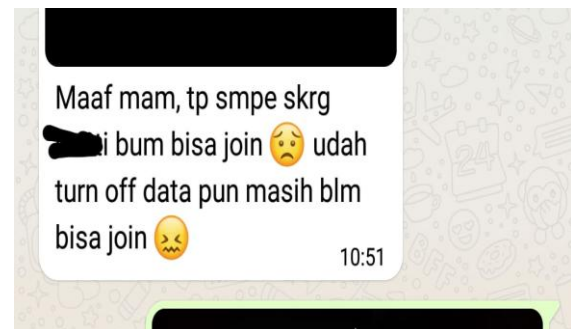 Maaf mam, tp smpe skrg
bum bisa join 😟 udah
turn off data pun masih blm
bisa join 😖
10:51